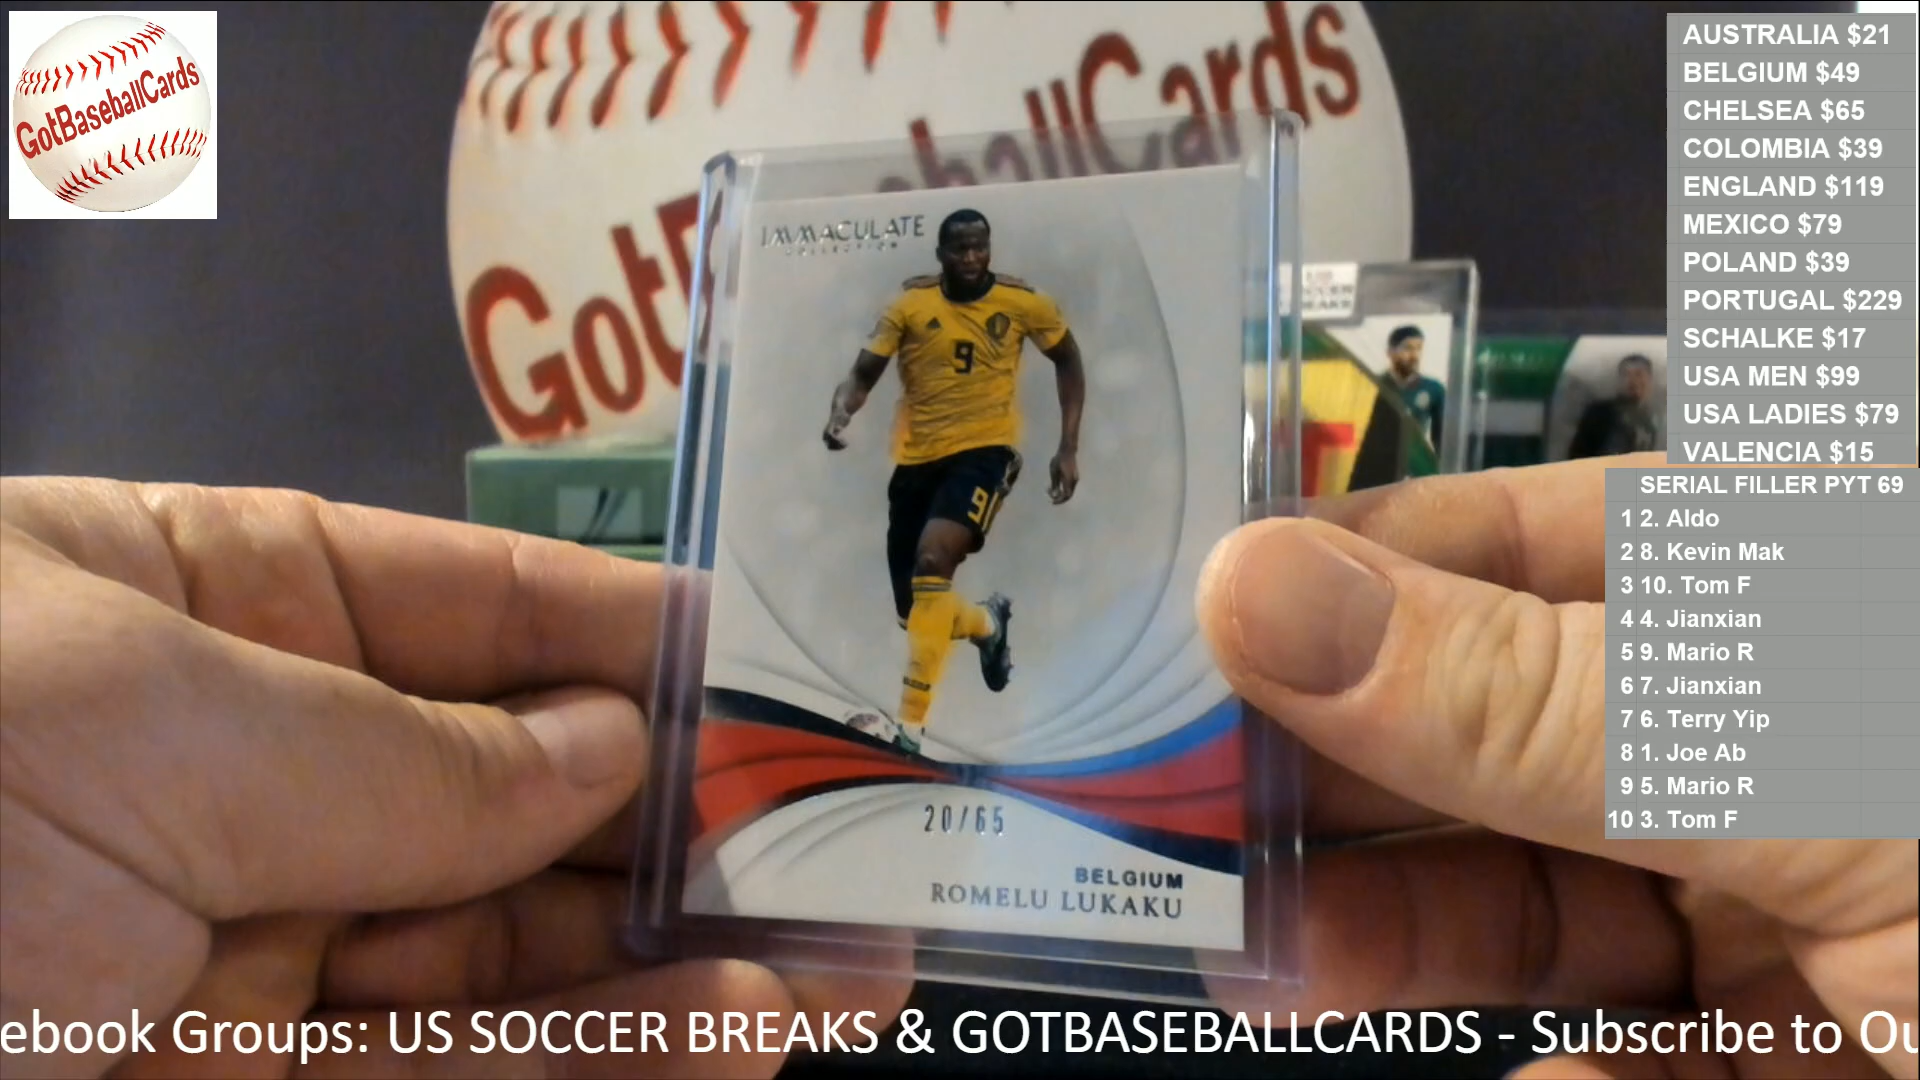 GotBaseballCards
GotBaseballCards
IMMACULATE
COLLECTION
9
9
20/65
BELGIUM
ROMELU LUKAKU
AUSTRALIA $21
BELGIUM $49
CHELSEA $65
COLOMBIA $39
ENGLAND $119
MEXICO $79
POLAND $39
PORTUGAL $229
SCHALKE $17
USA MEN $99
USA LADIES $79
VALENCIA $15
SERIAL FILLER PYT 69
1 2. Aldo
2 8. Kevin Mak
3 10. Tom F
4 4. Jianxian
5 9. Mario R
6 7. Jianxian
7 6. Terry Yip
8 1. Joe Ab
9 5. Mario R
10 3. Tom F
ebook Groups: US SOCCER BREAKS & GOTBASEBALLCARDS - Subscribe to Ou